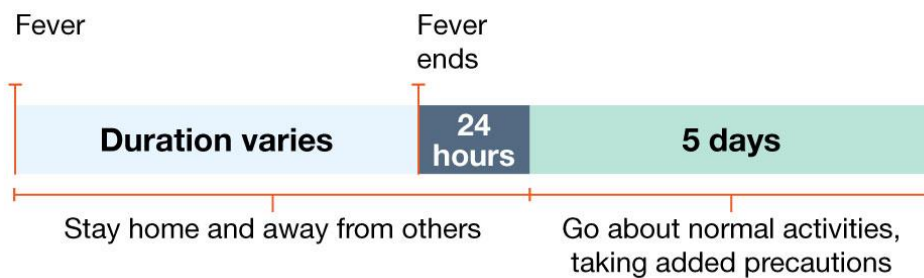 Fever
Fever
ends
Duration varies
24
hours
5 days
Stay home and away from others
Go about normal activities,
taking added precautions